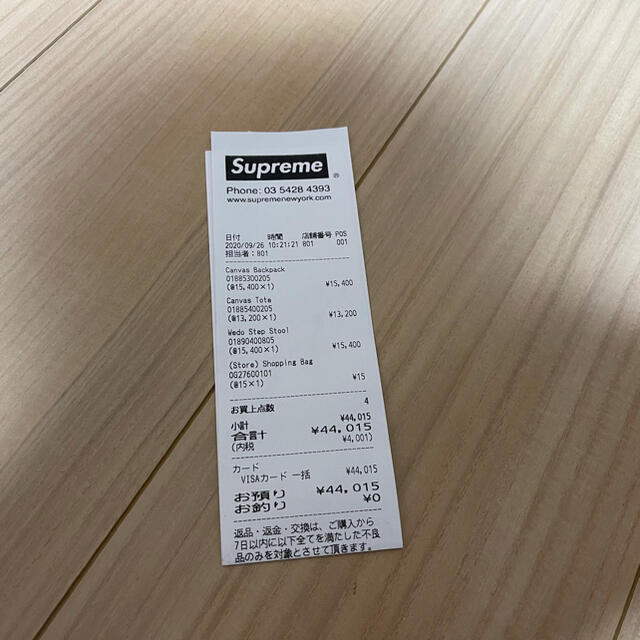 Supreme
®
Phone: 03 5428 4393
www.supremenewyork.com
日付 時間 店舗番号 POS
2020/09/26 10:21:21 801 001
担当者：801
Canvas Backpack
01885300205
(@15,400×1) ¥15,400
Canvas Tote
01885400205
(@13,200×1) ¥13,200
Wedo Step Stool
01890400805
(@15,400×1) ¥15,400
(Store) Shopping Bag
0G27600101
(@15×1) ¥15
お買上点数 4
小計 ¥44,015
合計 ¥44,015
(内税 ¥4,001)
カード
VISAカード 一括 ¥44,015
お預り ¥44,015
お釣り ¥0
返品・返金・交換は、ご購入から
7日以内に以下全てを満たした不良
品のみを対象とさせて頂きます。